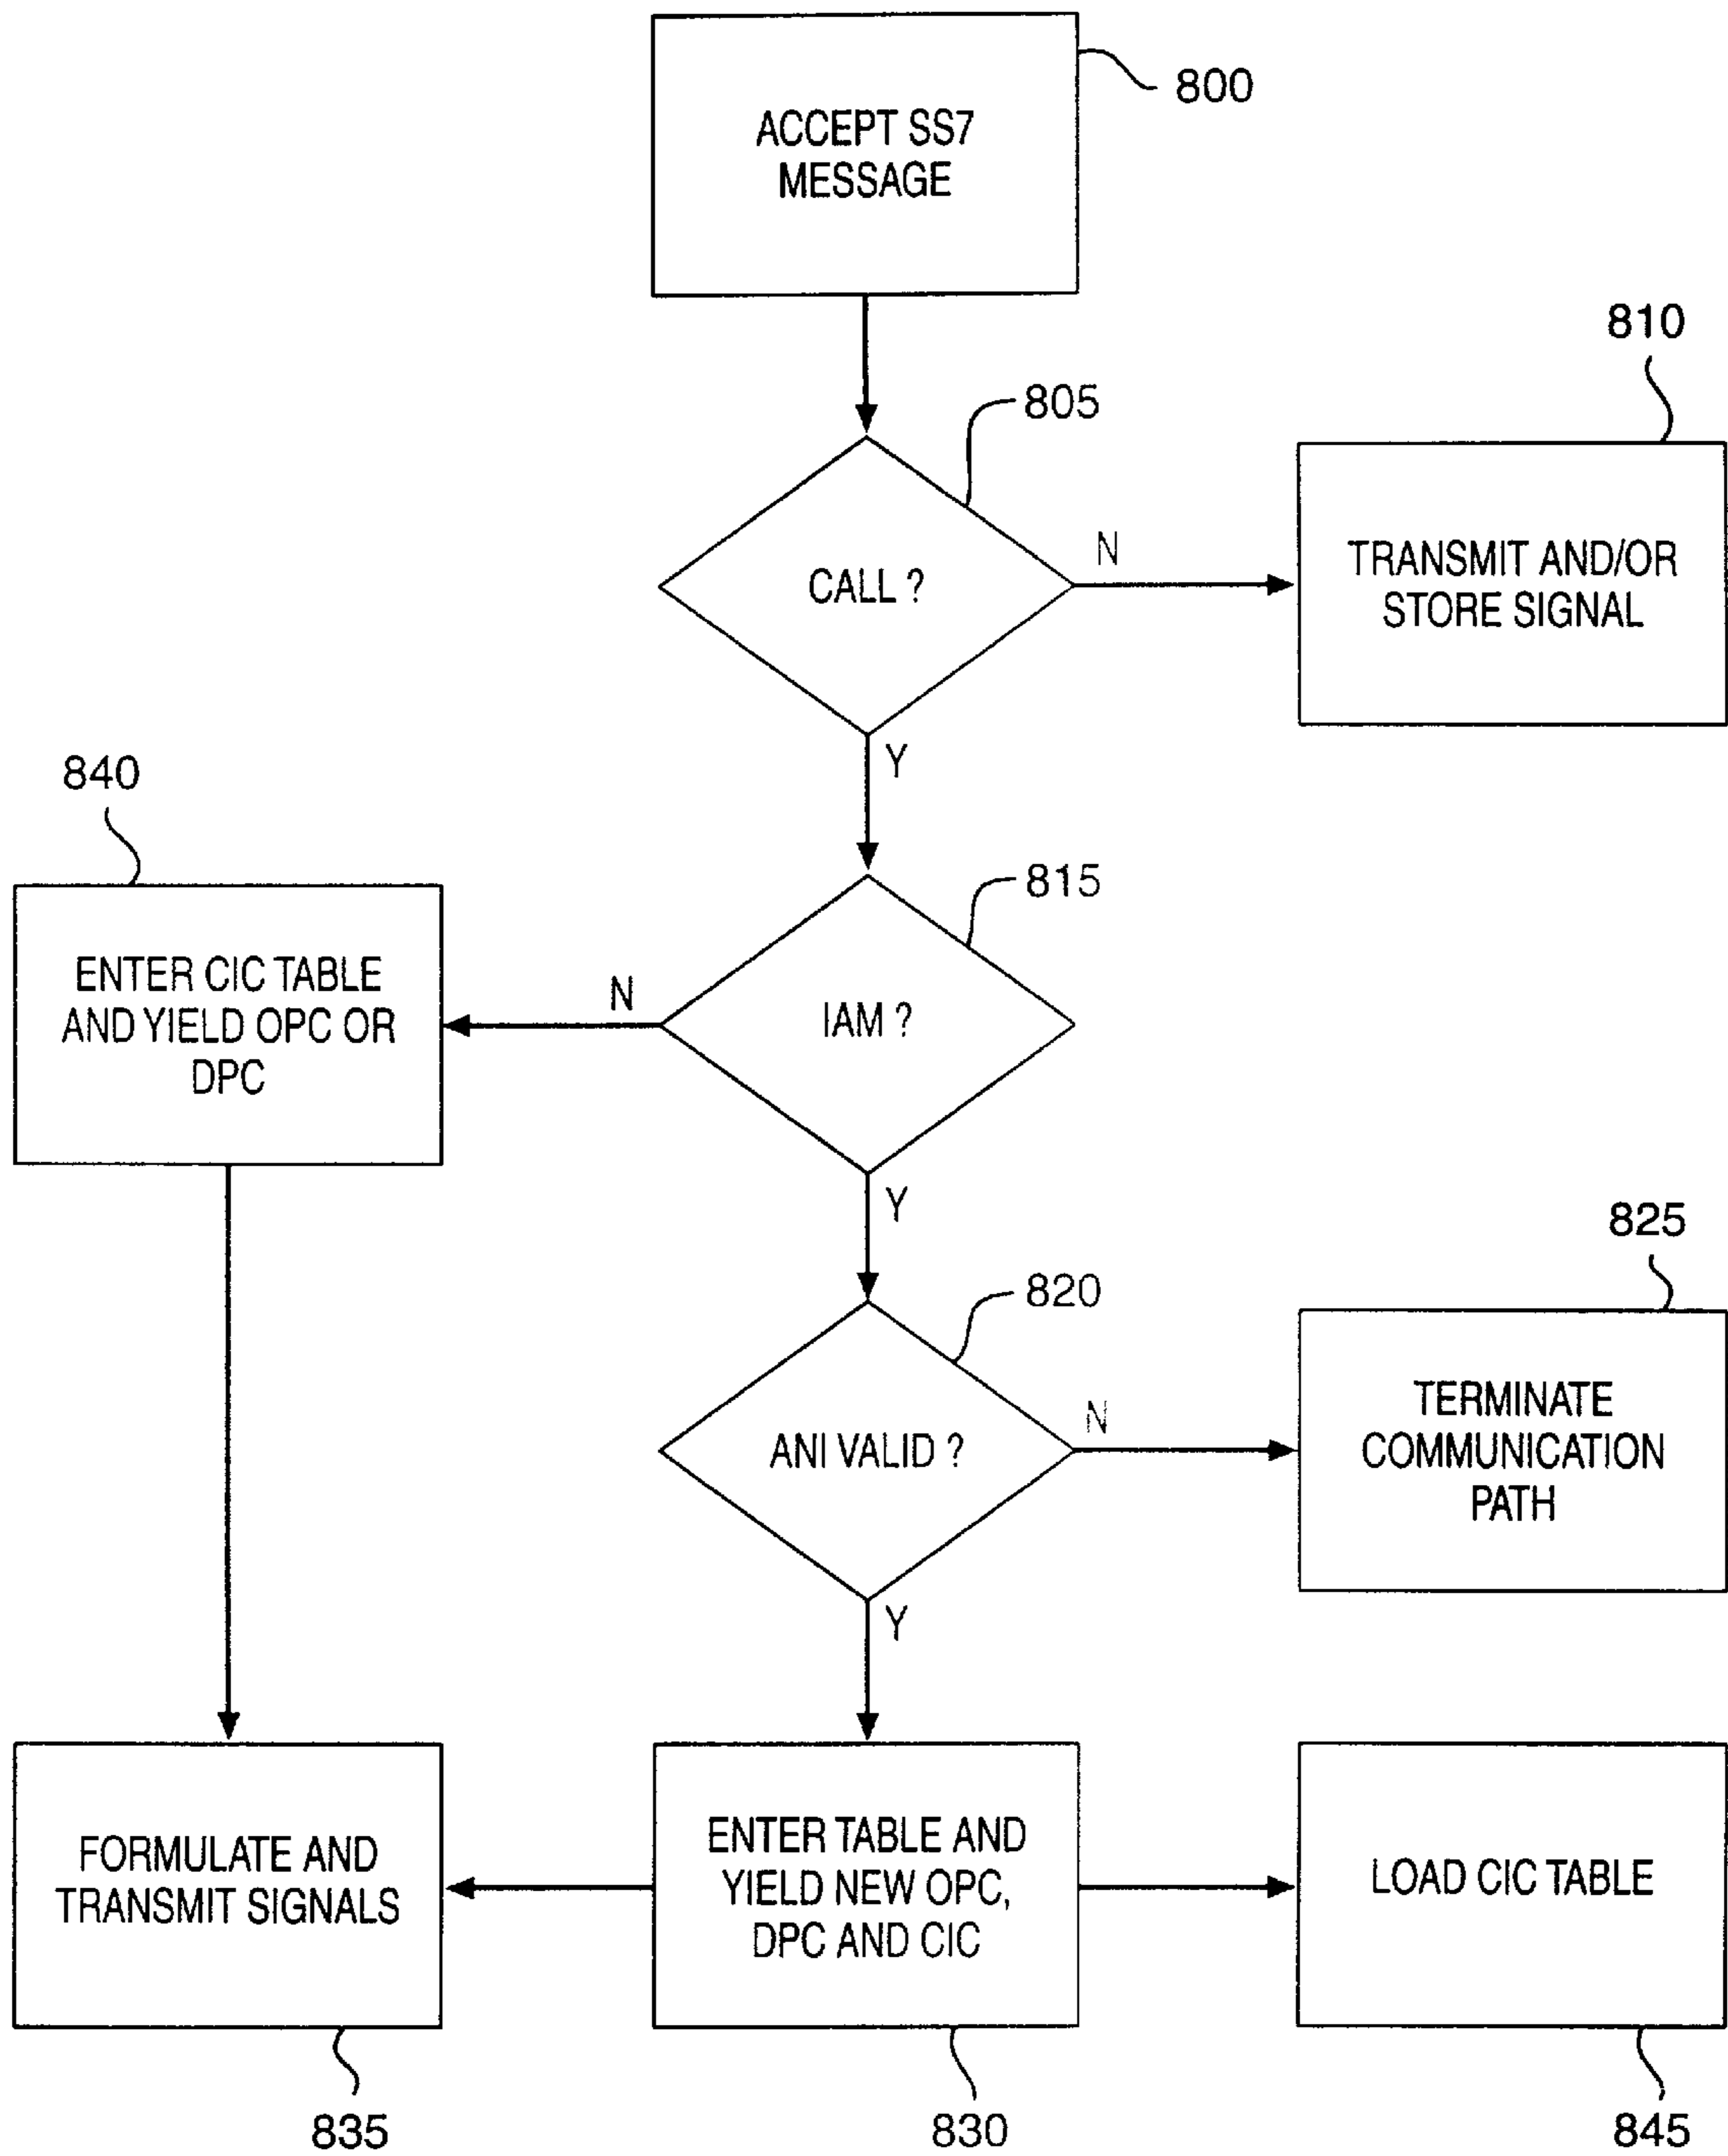 ACCEPT SS7
MESSAGE
800
810
805
CALL ?
N
TRANSMIT AND/OR
STORE SIGNAL
Y
840
815
ENTER CIC TABLE
AND YIELD OPC OR
DPC
N
IAM ?
Y
825
820
ANI VALID ?
N
TERMINATE
COMMUNICATION
PATH
Y
FORMULATE AND
TRANSMIT SIGNALS
ENTER TABLE AND
YIELD NEW OPC,
DPC AND CIC
LOAD CIC TABLE
835
830
845